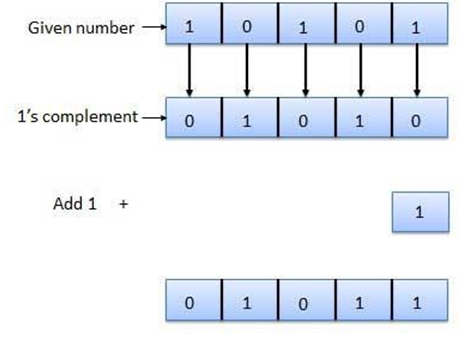 Given number 1 0 1 0 1
1's complement 0 1 0 1 0
Add 1 + 1
0 1 0 1 1